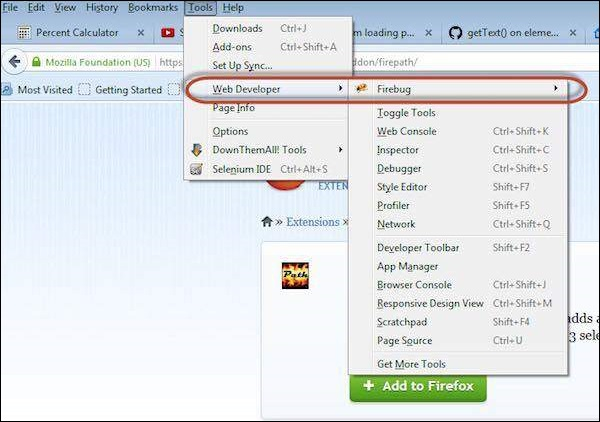 File Edit View History Bookmarks Tools Help
Percent Calculator
S
m loading p...
getText() on eleme...
Mozilla Foundation (US)
https:/
ddon/firepath/
Most Visited
Getting Started
Downloads Ctrl+J
Add-ons Ctrl+Shift+A
Set Up Sync...
Web Developer
Page Info
Options
DownThemAll! Tools
Selenium IDE Ctrl+Alt+S
Firebug
Toggle Tools
Web Console Ctrl+Shift+K
Inspector Ctrl+Shift+C
Debugger Ctrl+Shift+S
Style Editor Shift+F7
Profiler Shift+F5
Network Ctrl+Shift+Q
Developer Toolbar Shift+F2
App Manager
Browser Console Ctrl+Shift+J
Responsive Design View Ctrl+Shift+M
Scratchpad Shift+F4
Page Source Ctrl+U
Get More Tools
EXTEN
» Extensions »
Path
adds a
3 sele
+ Add to Firefox